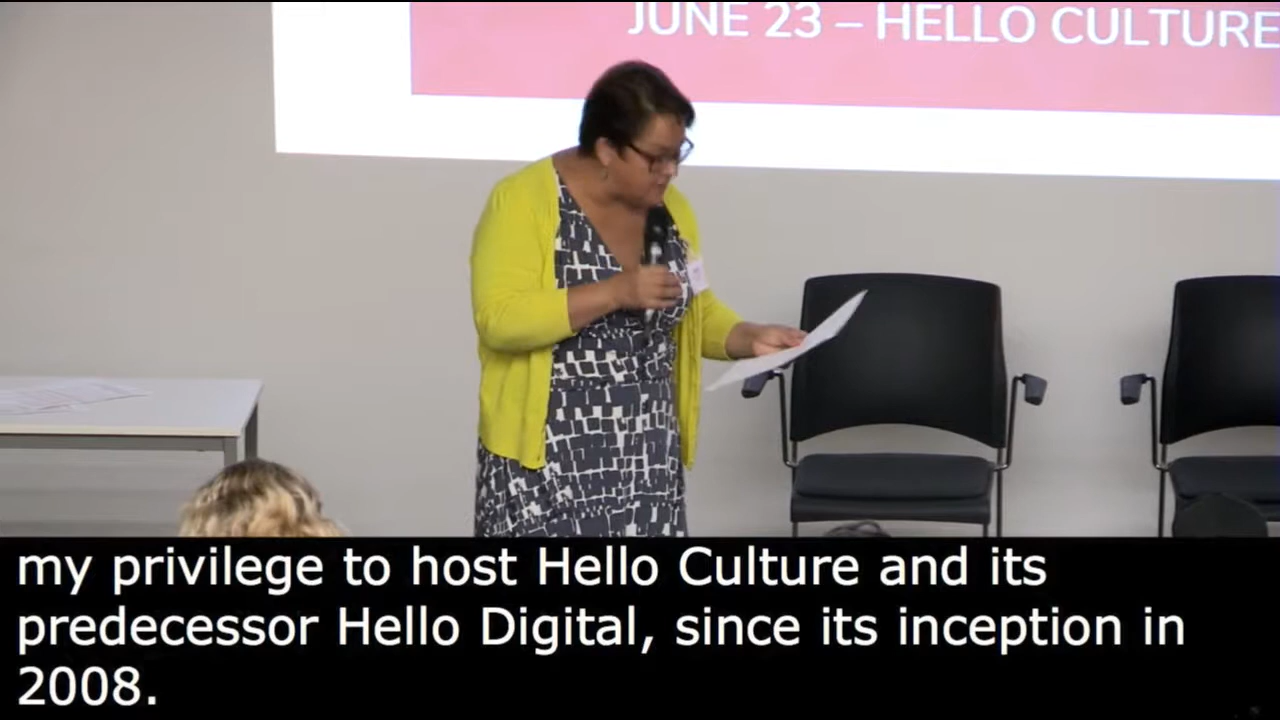 JUNE 23 – HELLO CULTURE
my privilege to host Hello Culture and its
predecessor Hello Digital, since its inception in
2008.